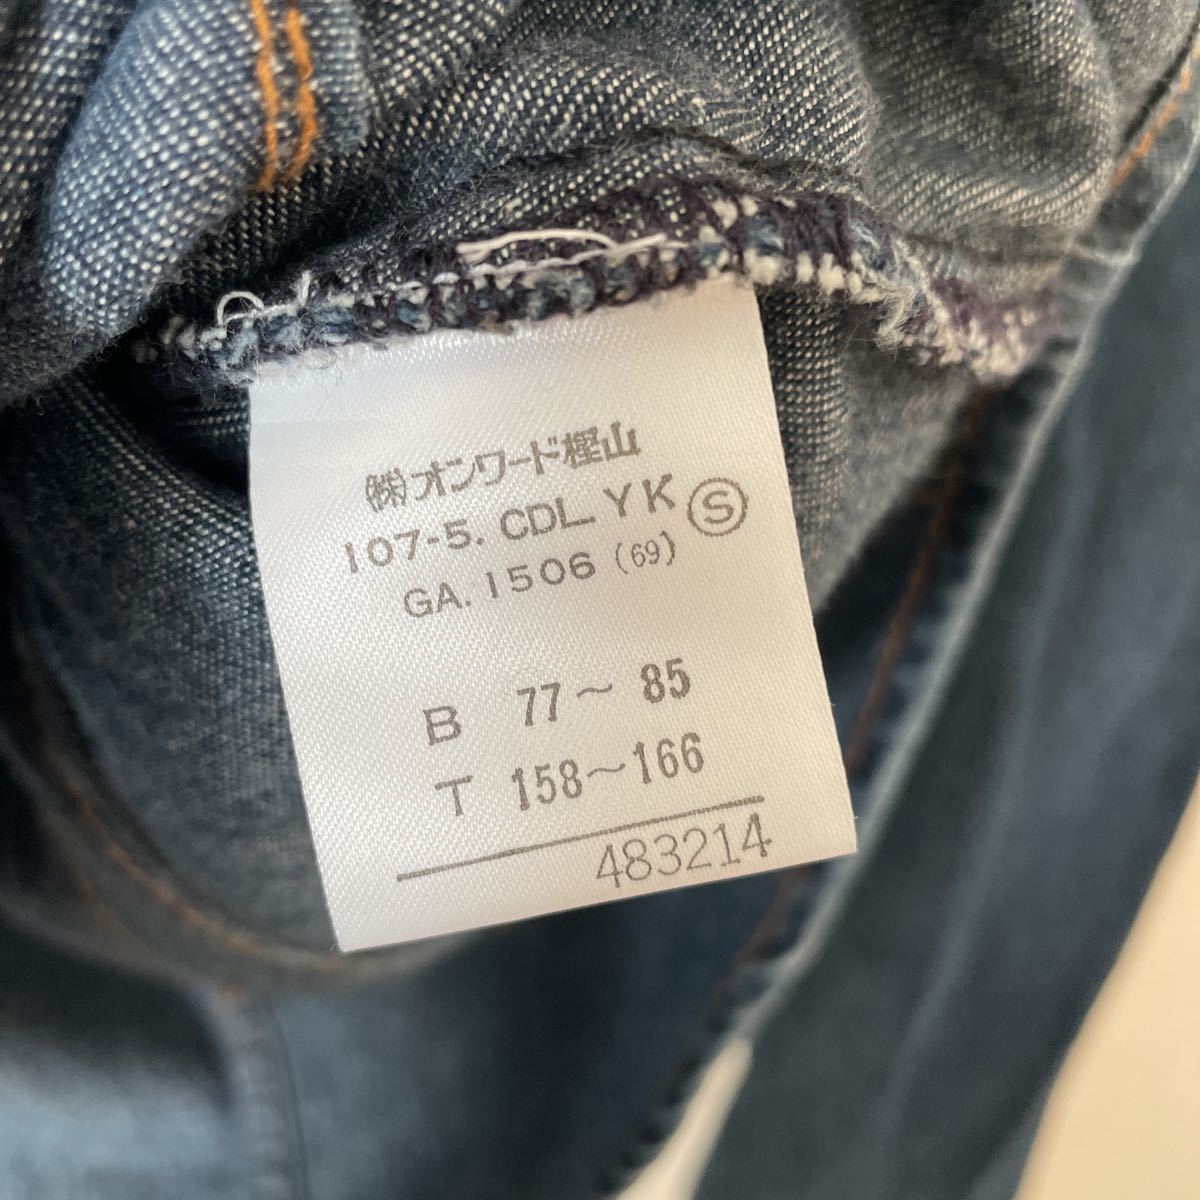 ㈱オンワード樫山
107-5. CDL YK Ⓢ
GA. 1506 (69)
B 77～ 85
T 158～166
483214